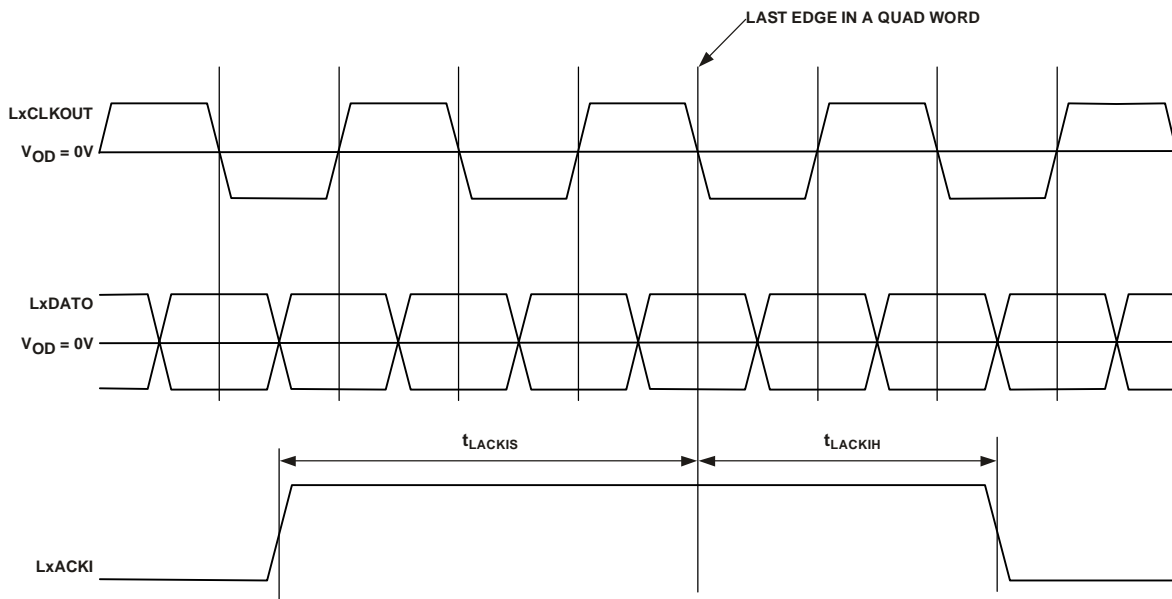 LAST EDGE IN A QUAD WORD
LxCLKOUT
VOD = 0V
LxDATO
VOD = 0V
tLACKIS
tLACKIH
LxACKI